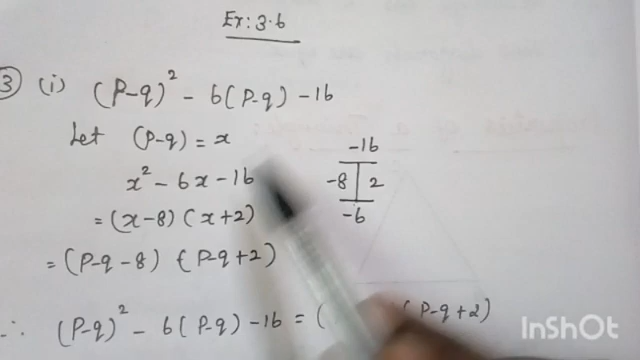 Ex: 3.6
③ (i) (P-q)² - 6(P-q) - 16
Let (P-q) = x
x² - 6x - 16
-16
-8 | 2
-6
= (x-8) (x+2)
= (P-q-8) (P-q+2)
∴ (P-q)² - 6(P-q) - 16 = ( (P-q+2)
InShOt